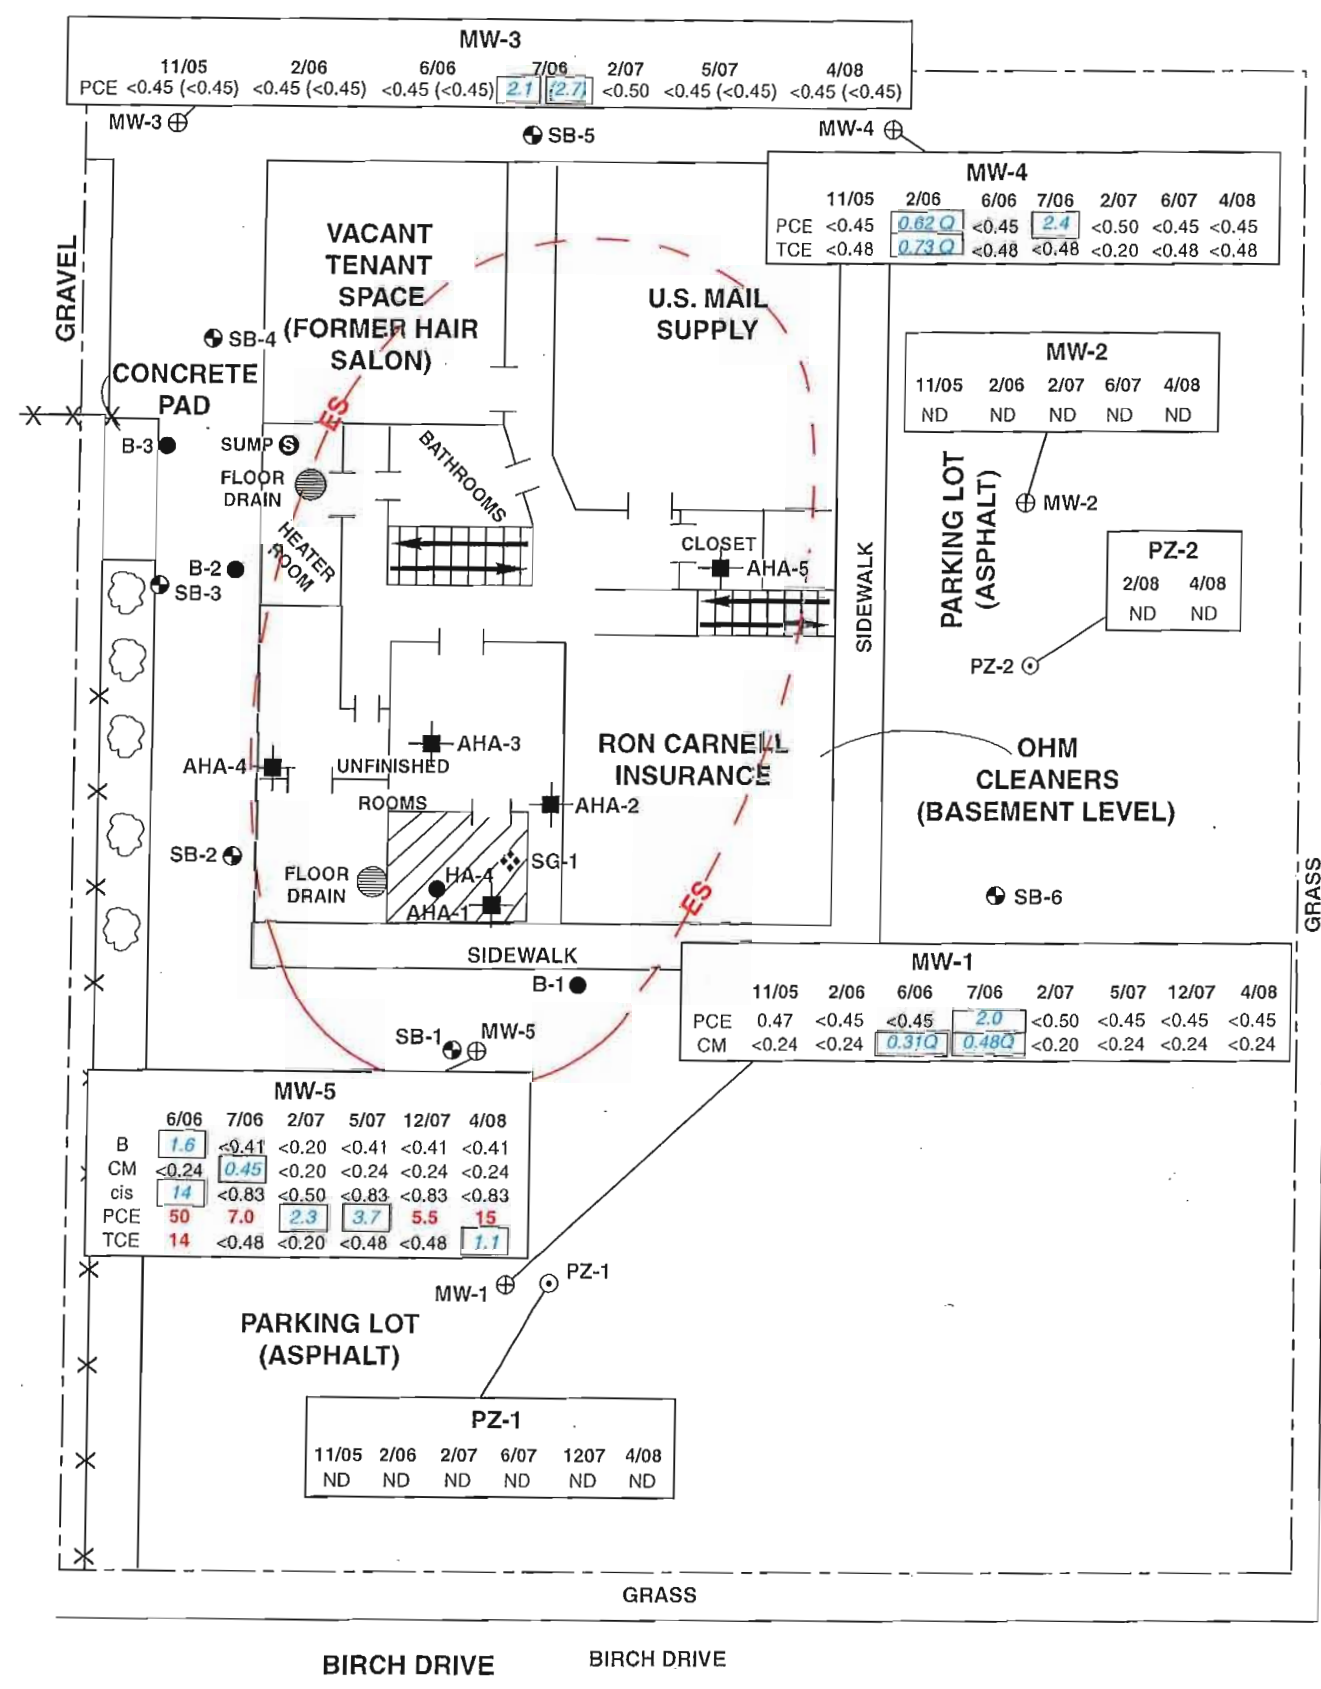 MW-3
11/05 2/06 6/06 7/06 2/07 5/07 4/08
PCE <0.45 (<0.45) <0.45 (<0.45) <0.45 (<0.45) 2.1 (2.7) <0.50 <0.45 (<0.45) <0.45 (<0.45)
MW-3
SB-5
MW-4
MW-4
11/05 2/06 6/06 7/06 2/07 6/07 4/08
PCE <0.45 0.62 Q <0.45 2.4 <0.50 <0.45 <0.45
TCE <0.48 0.73 Q <0.48 <0.48 <0.20 <0.48 <0.48
GRAVEL
VACANT
TENANT
SPACE
(FORMER HAIR
SALON)
U.S. MAIL
SUPPLY
SB-4
CONCRETE
PAD
ES
MW-2
11/05 2/06 2/07 6/07 4/08
ND ND ND ND ND
B-3
SUMP S
FLOOR
DRAIN
BATHROOMS
HEATER
ROOM
PARKING LOT
(ASPHALT)
MW-2
CLOSET
AHA-5
SIDEWALK
PZ-2
2/08 4/08
ND ND
B-2
SB-3
PZ-2
AHA-3
AHA-4
UNFINISHED
ROOMS
RON CARNELL
INSURANCE
OHM
CLEANERS
(BASEMENT LEVEL)
AHA-2
SB-2
FLOOR
DRAIN
SG-1
HA-4
AHA-1
ES
SB-6
GRASS
SIDEWALK
B-1
MW-1
11/05 2/06 6/06 7/06 2/07 5/07 12/07 4/08
PCE 0.47 <0.45 <0.45 2.0 <0.50 <0.45 <0.45 <0.45
CM <0.24 <0.24 0.31Q 0.48Q <0.20 <0.24 <0.24 <0.24
SB-1
MW-5
MW-5
6/06 7/06 2/07 5/07 12/07 4/08
B 1.6 <0.41 <0.20 <0.41 <0.41 <0.41
CM <0.24 0.45 <0.20 <0.24 <0.24 <0.24
cis 14 <0.83 <0.50 <0.83 <0.83 <0.83
PCE 50 7.0 2.3 3.7 5.5 15
TCE 14 <0.48 <0.20 <0.48 <0.48 1.1
MW-1
PZ-1
PARKING LOT
(ASPHALT)
PZ-1
11/05 2/06 2/07 6/07 1207 4/08
ND ND ND ND ND ND
GRASS
BIRCH DRIVE
BIRCH DRIVE